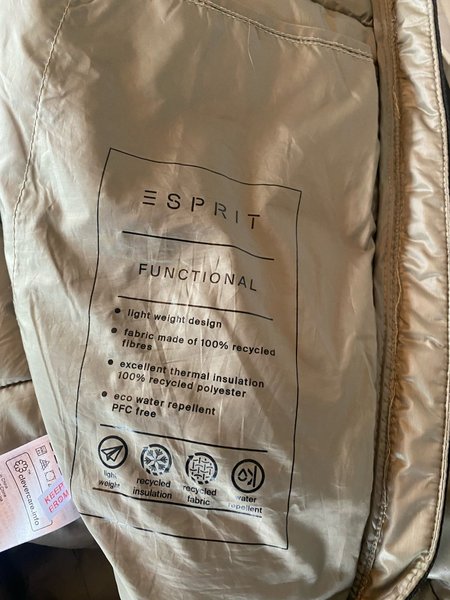 ESPRIT
FUNCTIONAL
• light weight design
• fabric made of 100% recycled
fibres
• excellent thermal insulation
100% recycled polyester
• eco water repellent
PFC free
light
weight
recycled
insulation
recycled
fabric
water
repellent
clevercare.info
KEEP
FROM